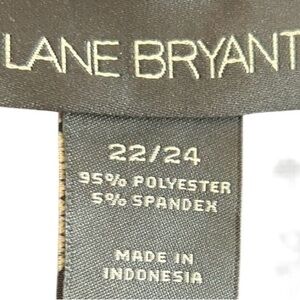 LANE BRYANT
22/24
95% POLYESTER
5% SPANDEX
MADE IN
INDONESIA